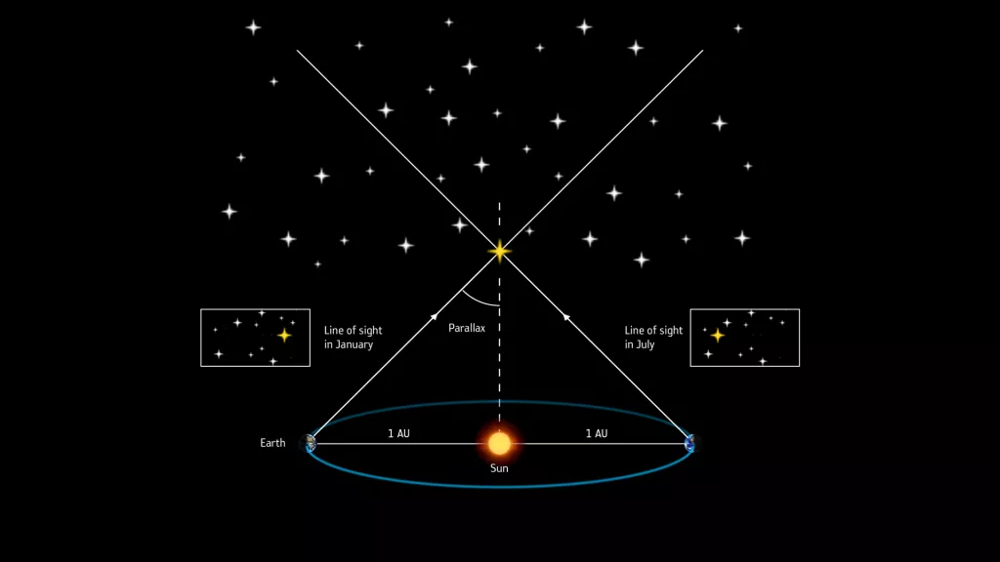 Line of sight
in January
Parallax
Line of sight
in July
Earth
1 AU
1 AU
Sun